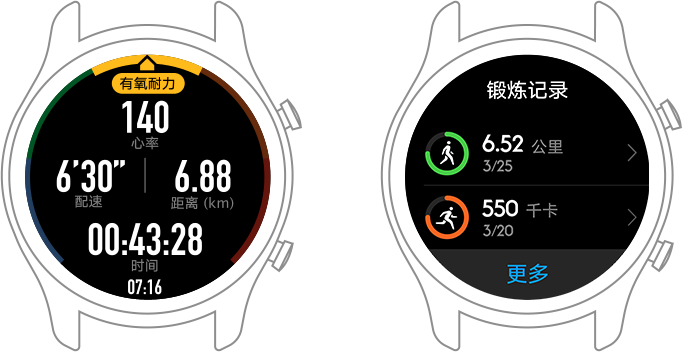 有氧耐力
140
心率
6’30” 6.88
配速 距离 (km)
00:43:28
时间
07:16
锻炼记录
6.52 公里
3/25
550 千卡
3/20
更多